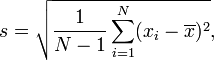 s = \sqrt{\frac{1}{N-1} \sum_{i=1}^{N} (x_i - \overline{x})^2},